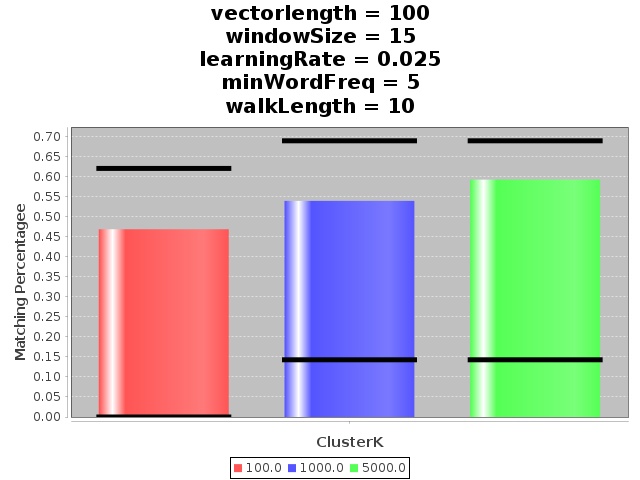 vectorlength = 100
windowSize = 15
learningRate = 0.025
minWordFreq = 5
walkLength = 10
0.70
0.65
0.60
0.55
0.50
0.45
0.40
0.35
0.30
0.25
0.20
0.15
0.10
0.05
0.00
Matching Percentagee
ClusterK
100.0 1000.0 5000.0